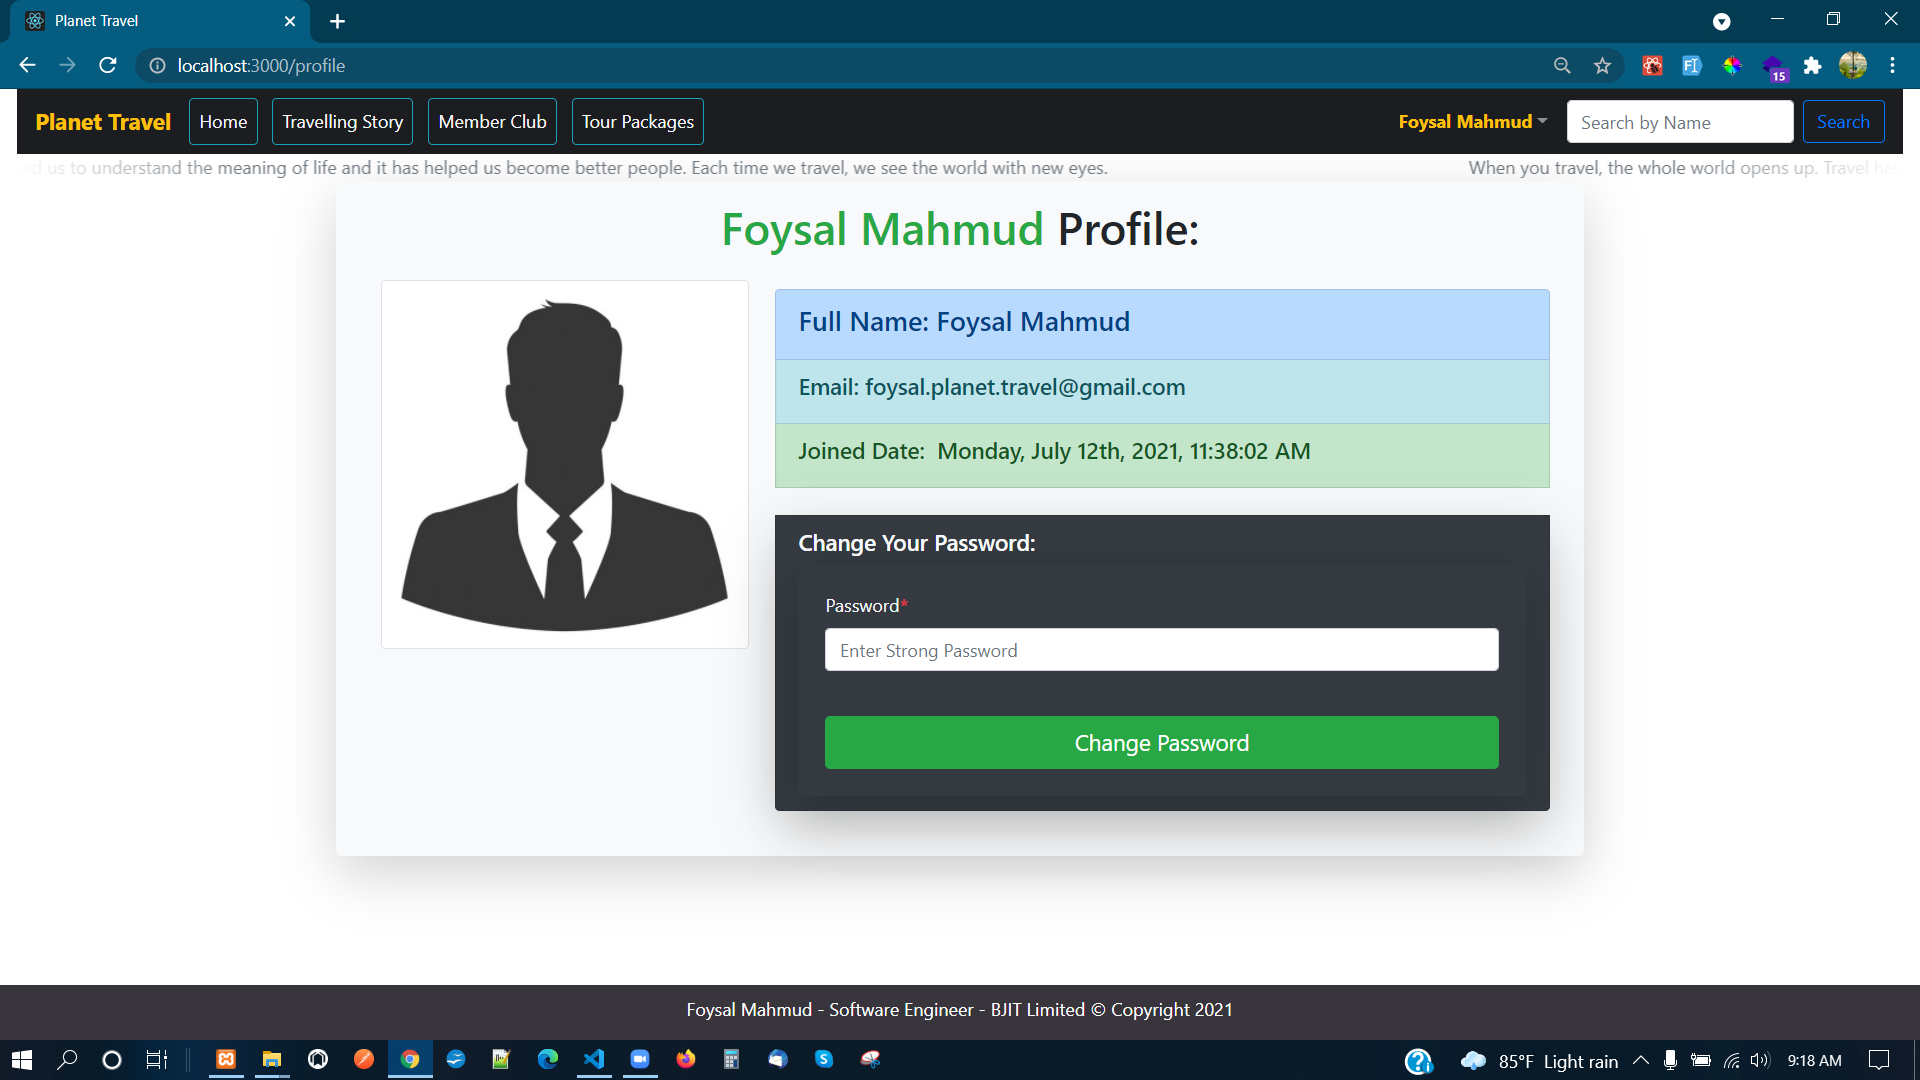 Planet Travel
localhost:3000/profile
15
Planet Travel
Home
Travelling Story
Member Club
Tour Packages
Foysal Mahmud
Search by Name
Search
ed us to understand the meaning of life and it has helped us become better people. Each time we travel, we see the world with new eyes.
When you travel, the whole world opens up. Travel he
Foysal Mahmud Profile:
Full Name: Foysal Mahmud
Email: foysal.planet.travel@gmail.com
Joined Date: Monday, July 12th, 2021, 11:38:02 AM
Change Your Password:
Password*
Enter Strong Password
Change Password
Foysal Mahmud - Software Engineer - BJIT Limited © Copyright 2021
85°F Light rain
9:18 AM